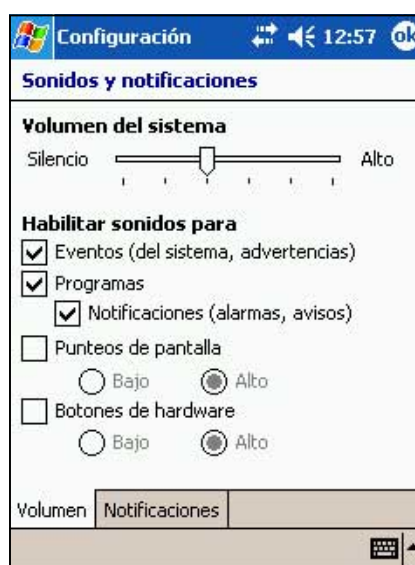 Configuración 12:57 ok
Sonidos y notificaciones
Volumen del sistema
Silencio Alto
Habilitar sonidos para
Eventos (del sistema, advertencias)
Programas
Notificaciones (alarmas, avisos)
Punteos de pantalla
Bajo Alto
Botones de hardware
Bajo Alto
Volumen Notificaciones